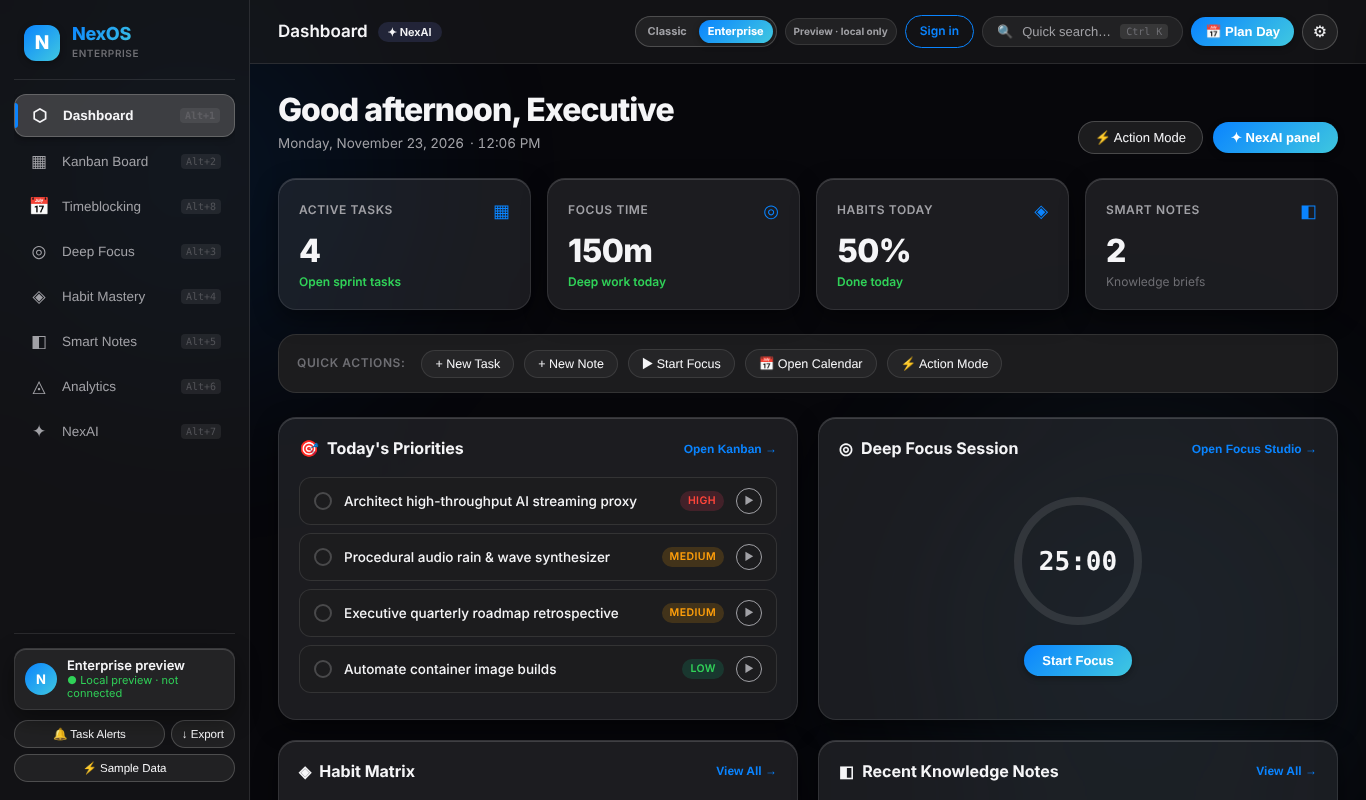 N
NexOS
ENTERPRISE
Dashboard Alt+1
Kanban Board Alt+2
Timeblocking Alt+8
Deep Focus Alt+3
Habit Mastery Alt+4
Smart Notes Alt+5
Analytics Alt+6
NexAI Alt+7
N
Enterprise preview
Local preview · not
connected
Task Alerts
↓ Export
Sample Data
Dashboard
✦ NexAI
Classic
Enterprise
Preview · local only
Sign in
Quick search… Ctrl K
Plan Day
Good afternoon, Executive
Monday, November 23, 2026 · 12:06 PM
⚡ Action Mode
✦ NexAI panel
ACTIVE TASKS
4
Open sprint tasks
FOCUS TIME
150m
Deep work today
HABITS TODAY
50%
Done today
SMART NOTES
2
Knowledge briefs
QUICK ACTIONS:
+ New Task
+ New Note
▶ Start Focus
Open Calendar
⚡ Action Mode
Today's Priorities
Open Kanban →
Architect high-throughput AI streaming proxy HIGH
Procedural audio rain & wave synthesizer MEDIUM
Executive quarterly roadmap retrospective MEDIUM
Automate container image builds LOW
Deep Focus Session
Open Focus Studio →
25:00
Start Focus
Habit Matrix
View All →
Recent Knowledge Notes
View All →